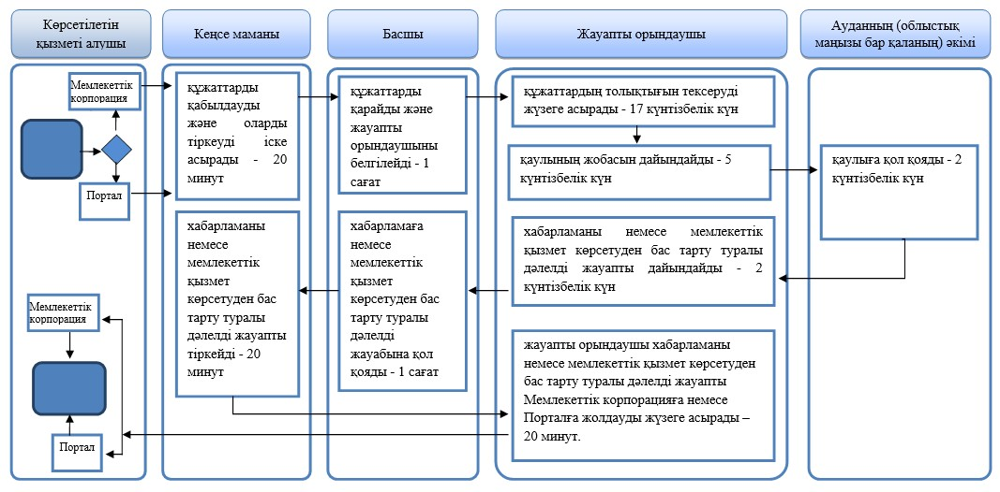 Көрсетілетін
қызметі алушы
Кеңсе маманы
Басшы
Жауапты орындаушы
Ауданның (облыстық
маңызы бар қаланың) әкімі
Мемлекеттік
корпорация
Портал
құжаттарды
қабылдауды
және оларды
тіркеуді іске
асырады - 20
минут
құжаттарды
қарайды және
жауапты
орындаушыны
белгілейді - 1
сағат
құжаттардың толықтығын тексеруді
жүзеге асырады - 17 күнтізбелік күн
қаулының жобасын дайындайды - 5
күнтізбелік күн
қаулыға қол қояды - 2
күнтізбелік күн
хабарламаны немесе мемлекеттік
қызмет көрсетуден бас тарту туралы
дәлелді жауапты дайындайды - 2
күнтізбелік күн
хабарламаға
немесе
мемлекеттік
қызмет
көрсетуден бас
тарту туралы
дәлелді
жауабына қол
қояды - 1 сағат
хабарламаны
немесе
мемлекеттік
қызмет
көрсетуден бас
тарту туралы
дәлелді жауапты
тіркейді - 20
минут
жауапты орындаушы хабарламаны
немесе мемлекеттік қызмет көрсетуден
бас тарту туралы дәлелді жауапты
Мемлекеттік корпорацияға немесе
Порталға жолдауды жүзеге асырады –
20 минут.
Мемлекеттік
корпорация
Портал